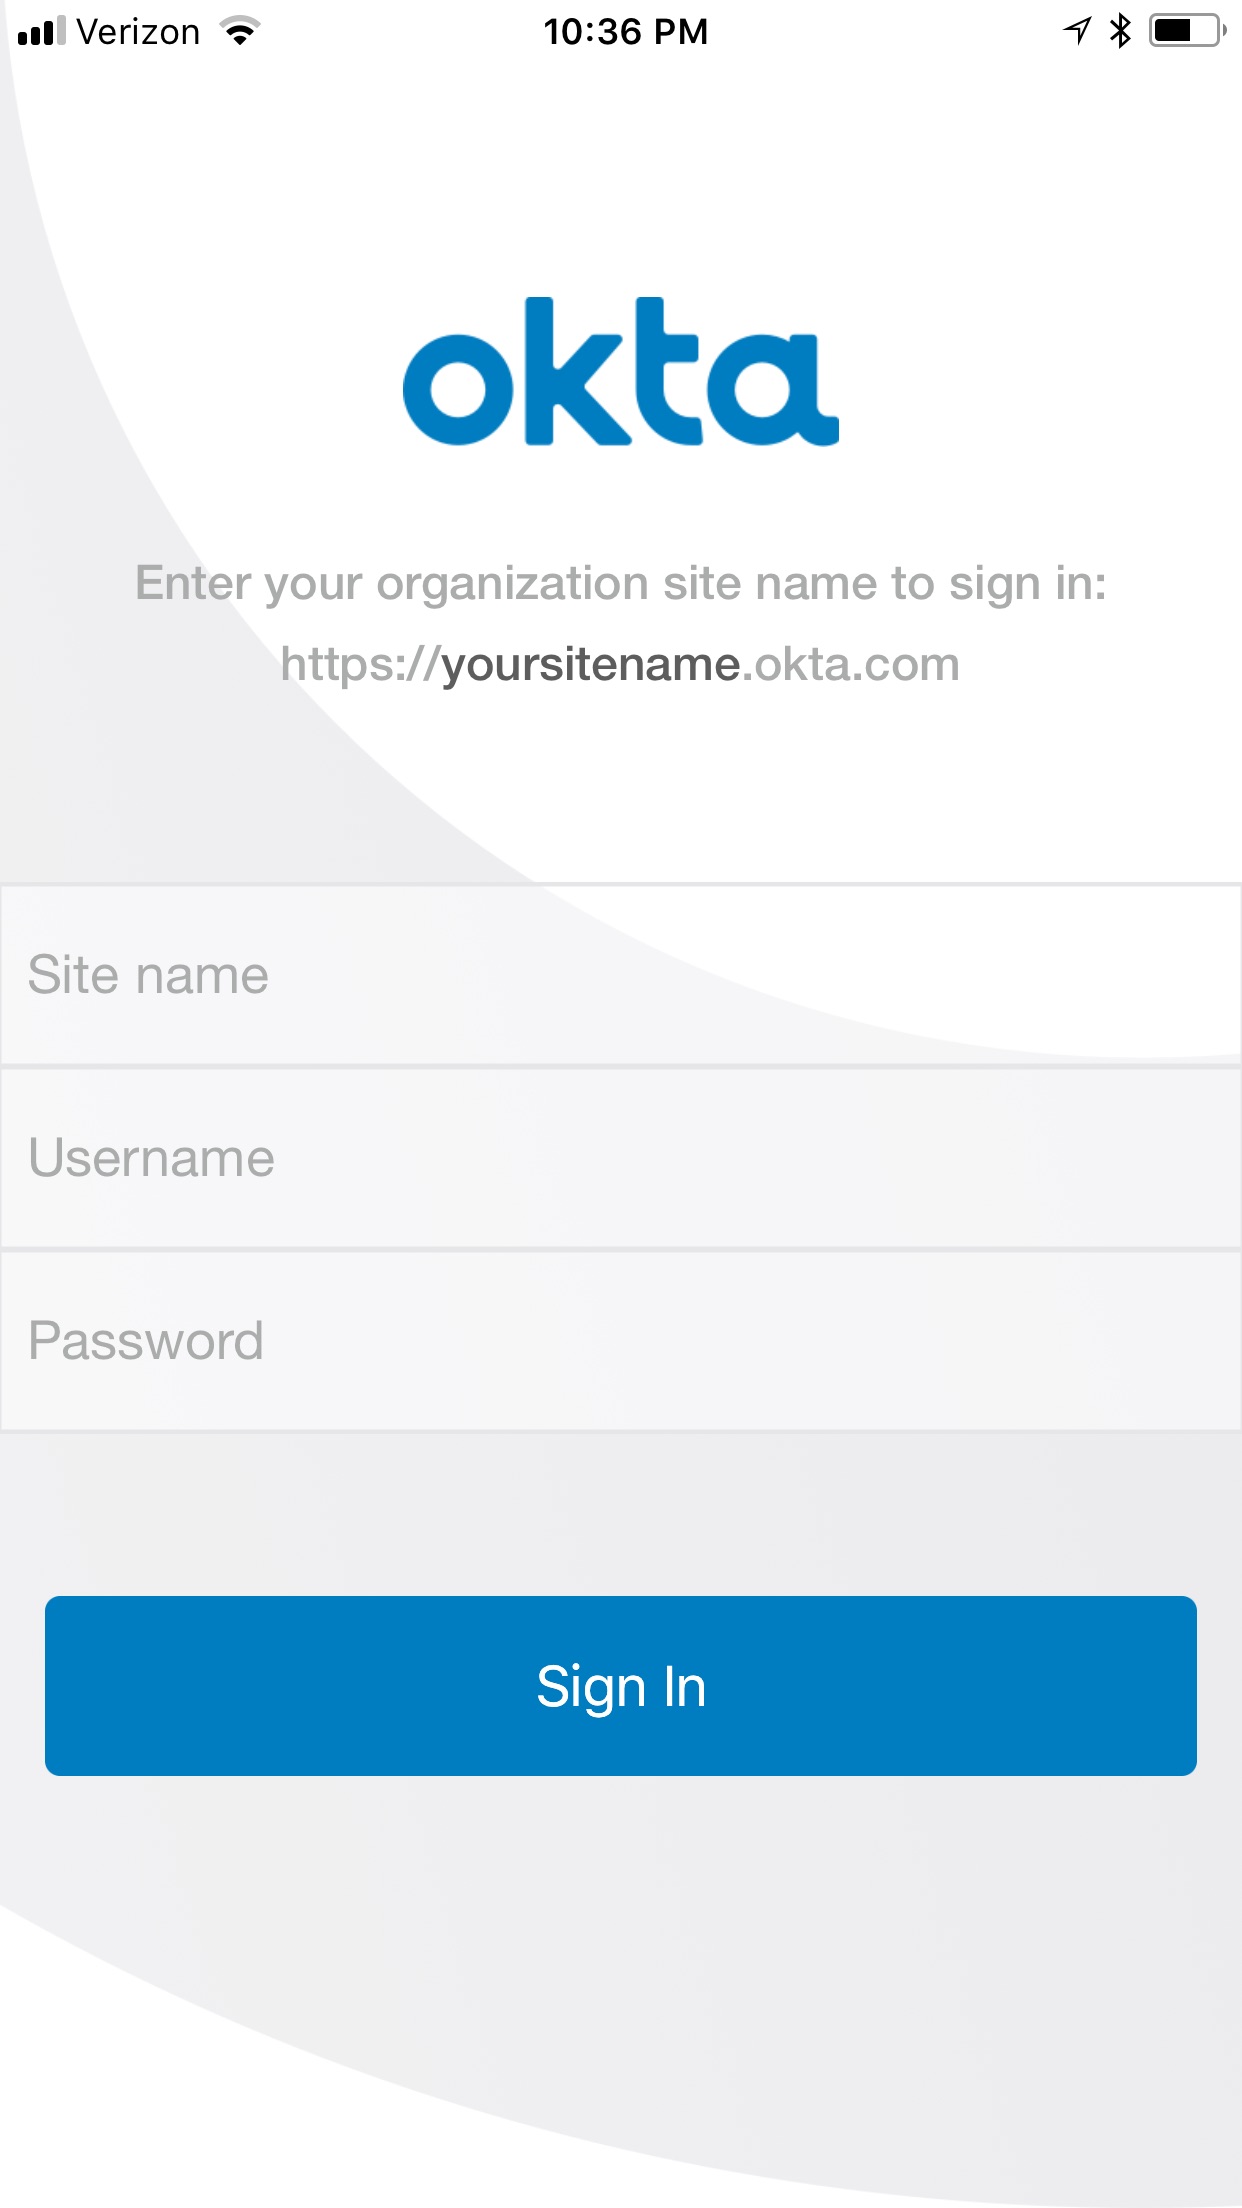 Verizon 10:36 PM
okta
Enter your organization site name to sign in:
https://yoursitename.okta.com
Site name
Username
Password
Sign In